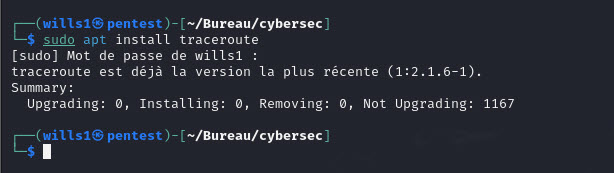 ┌──(wills1㉿pentest)-[~/Bureau/cybersec]
└─$ sudo apt install traceroute
[sudo] Mot de passe de wills1 :
traceroute est déjà la version la plus récente (1:2.1.6-1).
Summary:
  Upgrading: 0, Installing: 0, Removing: 0, Not Upgrading: 1167

┌──(wills1㉿pentest)-[~/Bureau/cybersec]
└─$